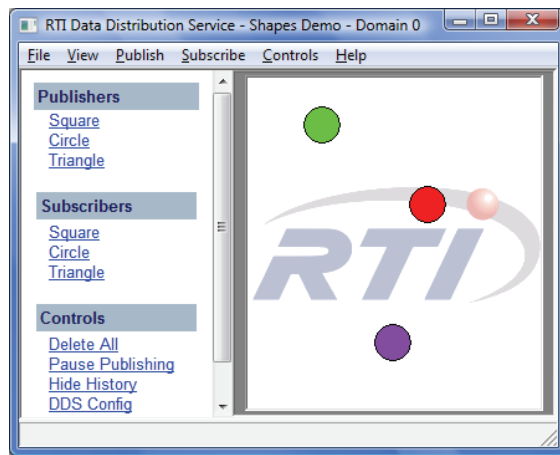 RTI Data Distribution Service - Shapes Demo - Domain 0
File View Publish Subscribe Controls Help
Publishers
Square
Circle
Triangle
Subscribers
Square
Circle
Triangle
Controls
Delete All
Pause Publishing
Hide History
DDS Config
RTI